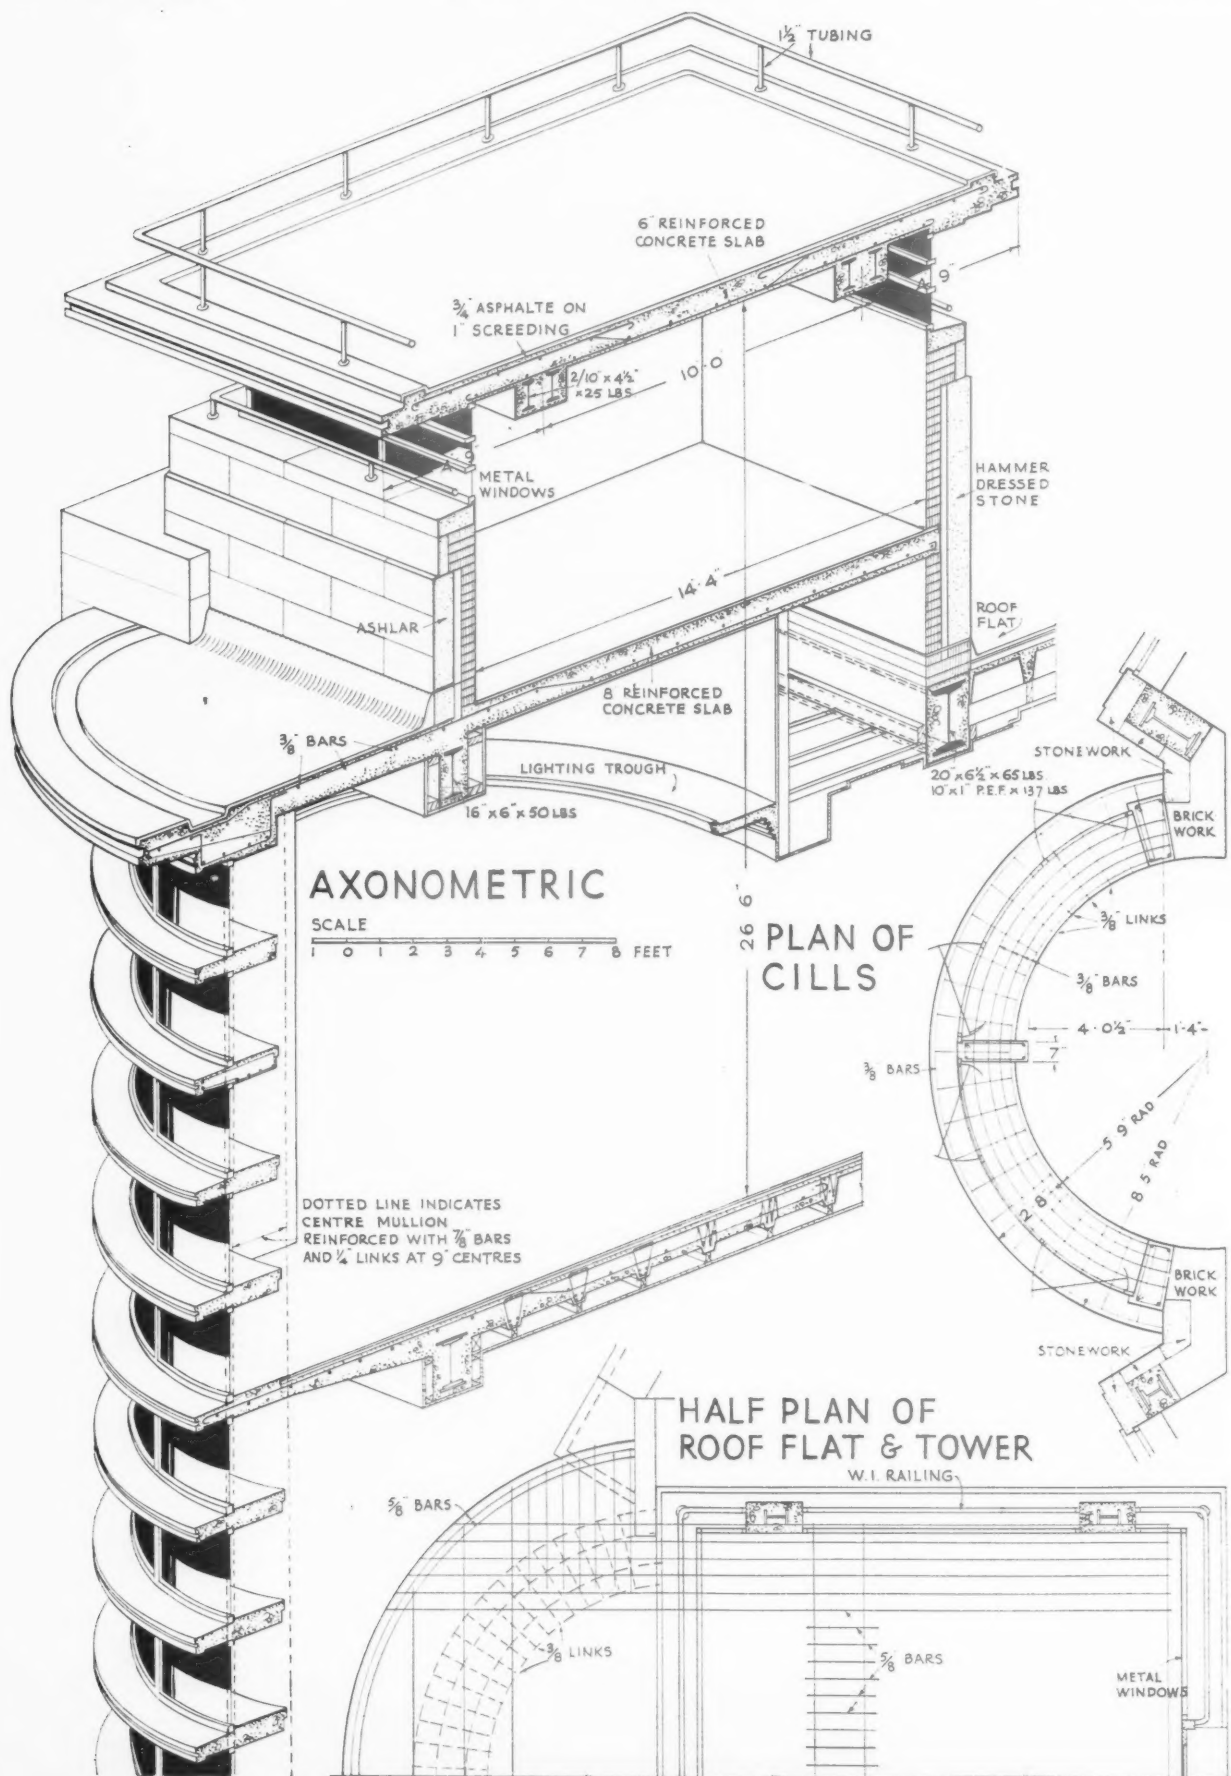 1½" TUBING
6" REINFORCED
CONCRETE SLAB
¾" ASPHALTE ON
1" SCREEDING
2/10" × 4½"
× 25 LBS
10·0
A 9"
A 9"
METAL
WINDOWS
HAMMER
DRESSED
STONE
14·4"
ASHLAR
ROOF
FLAT
8 REINFORCED
CONCRETE SLAB
⅜" BARS
LIGHTING TROUGH
16" × 6" × 50 LBS
20" × 6½" × 65 LBS
10" × 1" P.E.F. × 137 LBS
STONEWORK
BRICK
WORK
AXONOMETRIC
SCALE
1 0 1 2 3 4 5 6 7 8 FEET
26 6"
PLAN OF
CILLS
⅜" LINKS
⅜" BARS
4·0½"
1·4"
7"
⅜" BARS
5 9" RAD
8 5 RAD
2 8
DOTTED LINE INDICATES
CENTRE MULLION
REINFORCED WITH ⅞" BARS
AND ¼" LINKS AT 9" CENTRES
BRICK
WORK
STONEWORK
HALF PLAN OF
ROOF FLAT & TOWER
W.I. RAILING
⅝" BARS
⅜ LINKS
⅝" BARS
METAL
WINDOWS